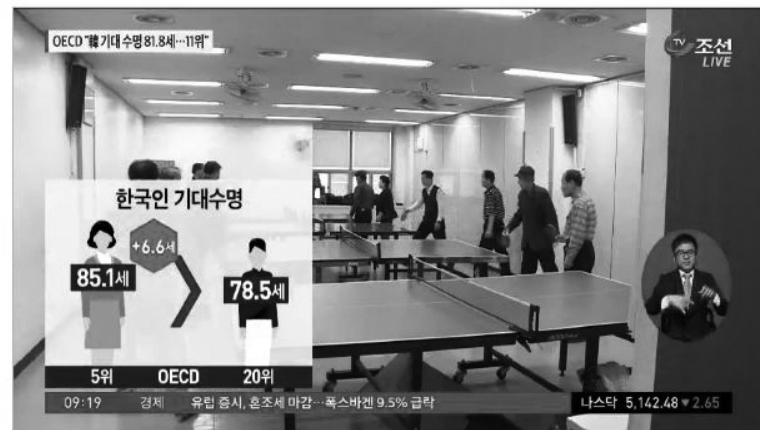 OECD "韓 기대 수명 81.8세…11위"
TV 조선
LIVE
한국인 기대수명
+6.6세
85.1세
78.5세
5위 OECD 20위
09:19 경제 유럽 증시, 혼조세 마감…폭스바겐 9.5% 급락 나스닥 5,142.48 ▼2.65